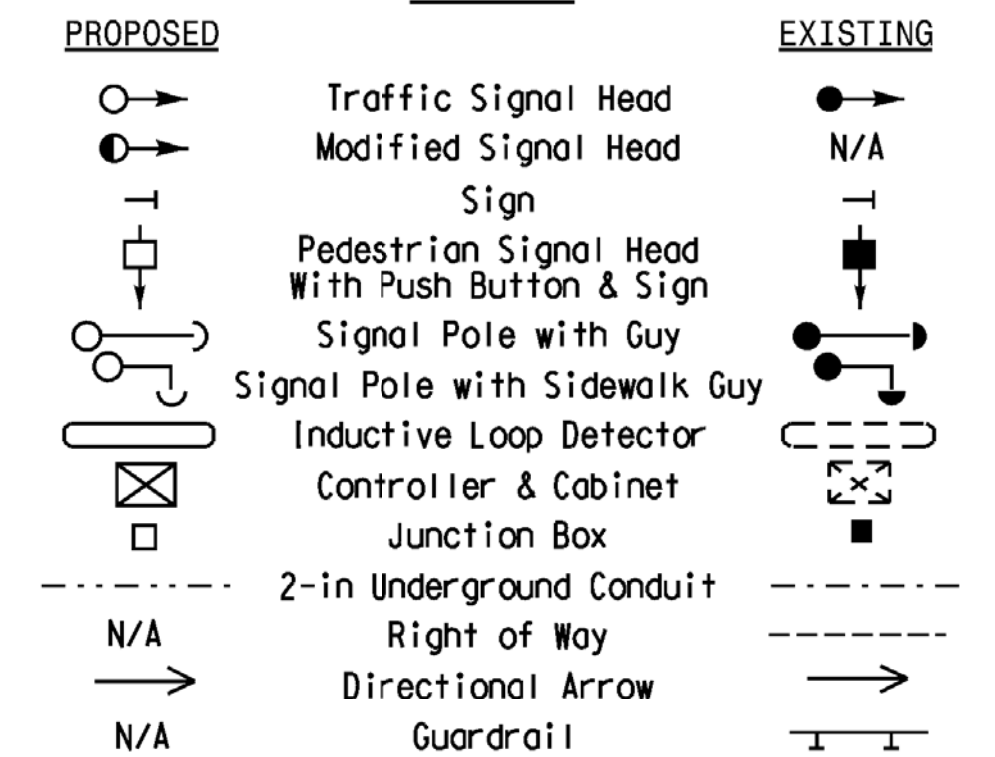 PROPOSED EXISTING
Traffic Signal Head
Modified Signal Head N/A
Sign
Pedestrian Signal Head
With Push Button & Sign
Signal Pole with Guy
Signal Pole with Sidewalk Guy
Inductive Loop Detector
Controller & Cabinet
Junction Box
2-in Underground Conduit
N/A Right of Way
Directional Arrow
N/A Guardrail